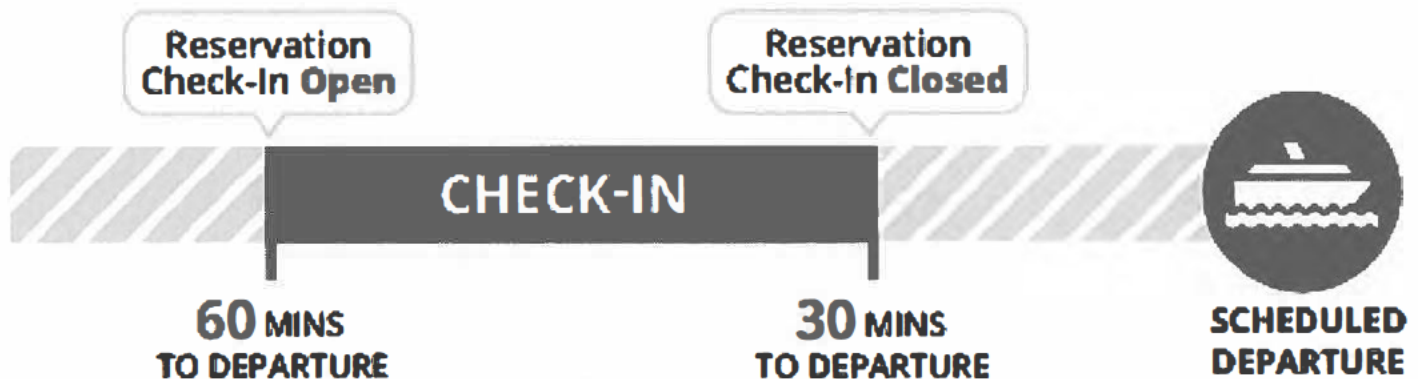 Reservation
Check-In Open
Reservation
Check-In Closed
CHECK-IN
60 MINS
TO DEPARTURE
30 MINS
TO DEPARTURE
SCHEDULED
DEPARTURE